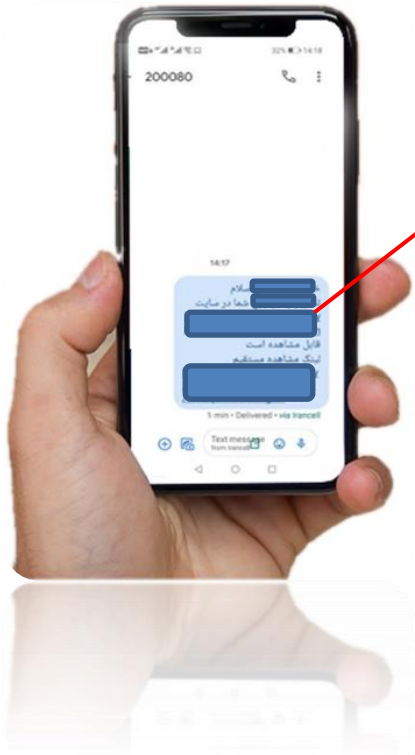 32% 14:18
200080
14:17
سلام
شما در سایت
قابل مشاهده است
لینک مشاهده مستقیم
1 min • Delivered • via Irancell
Text message
from Irancell